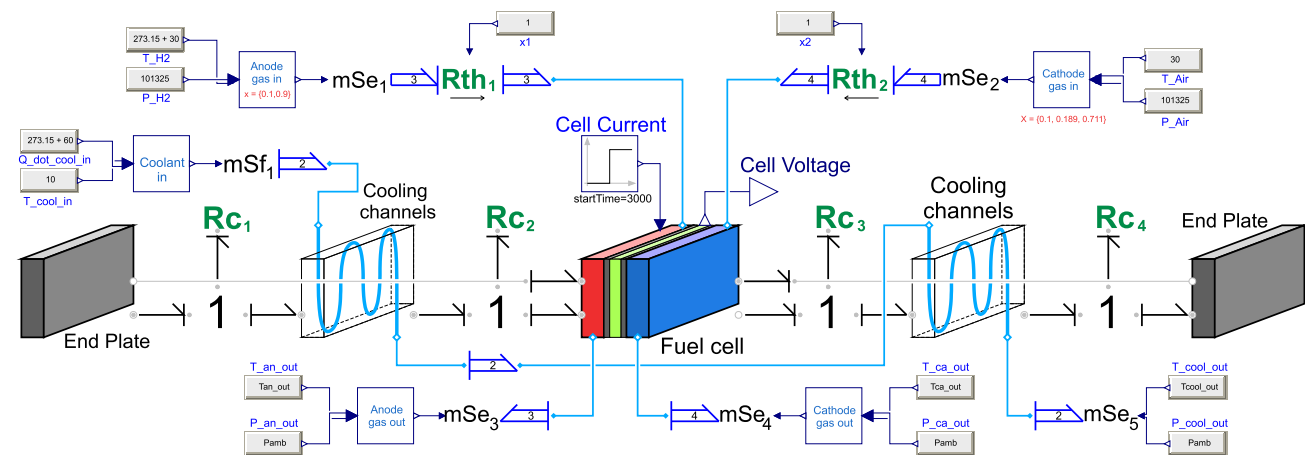 1
x1
1
x2
273.15 + 30
T_H2
101325
P_H2
Anode
gas in
x = {0.1,0.9}
mSe1
3
Rth1
3
4
Rth2
4
mSe2
Cathode
gas in
X = {0.1, 0.189, 0.711}
30
T_Air
101325
P_Air
273.15 + 60
Q_dot_cool_in
10
T_cool_in
Coolant
in
mSf1
2
Cell Current
startTime=3000
Cell Voltage
Cooling
channels
Cooling
channels
Rc1
Rc2
Rc3
Rc4
End Plate
1
1
1
1
End Plate
Fuel cell
2
T_an_out
Tan_out
P_an_out
Pamb
Anode
gas out
mSe3
3
4
mSe4
Cathode
gas out
T_ca_out
Tca_out
P_ca_out
Pamb
2
mSe5
T_cool_out
Tcool_out
P_cool_out
Pamb